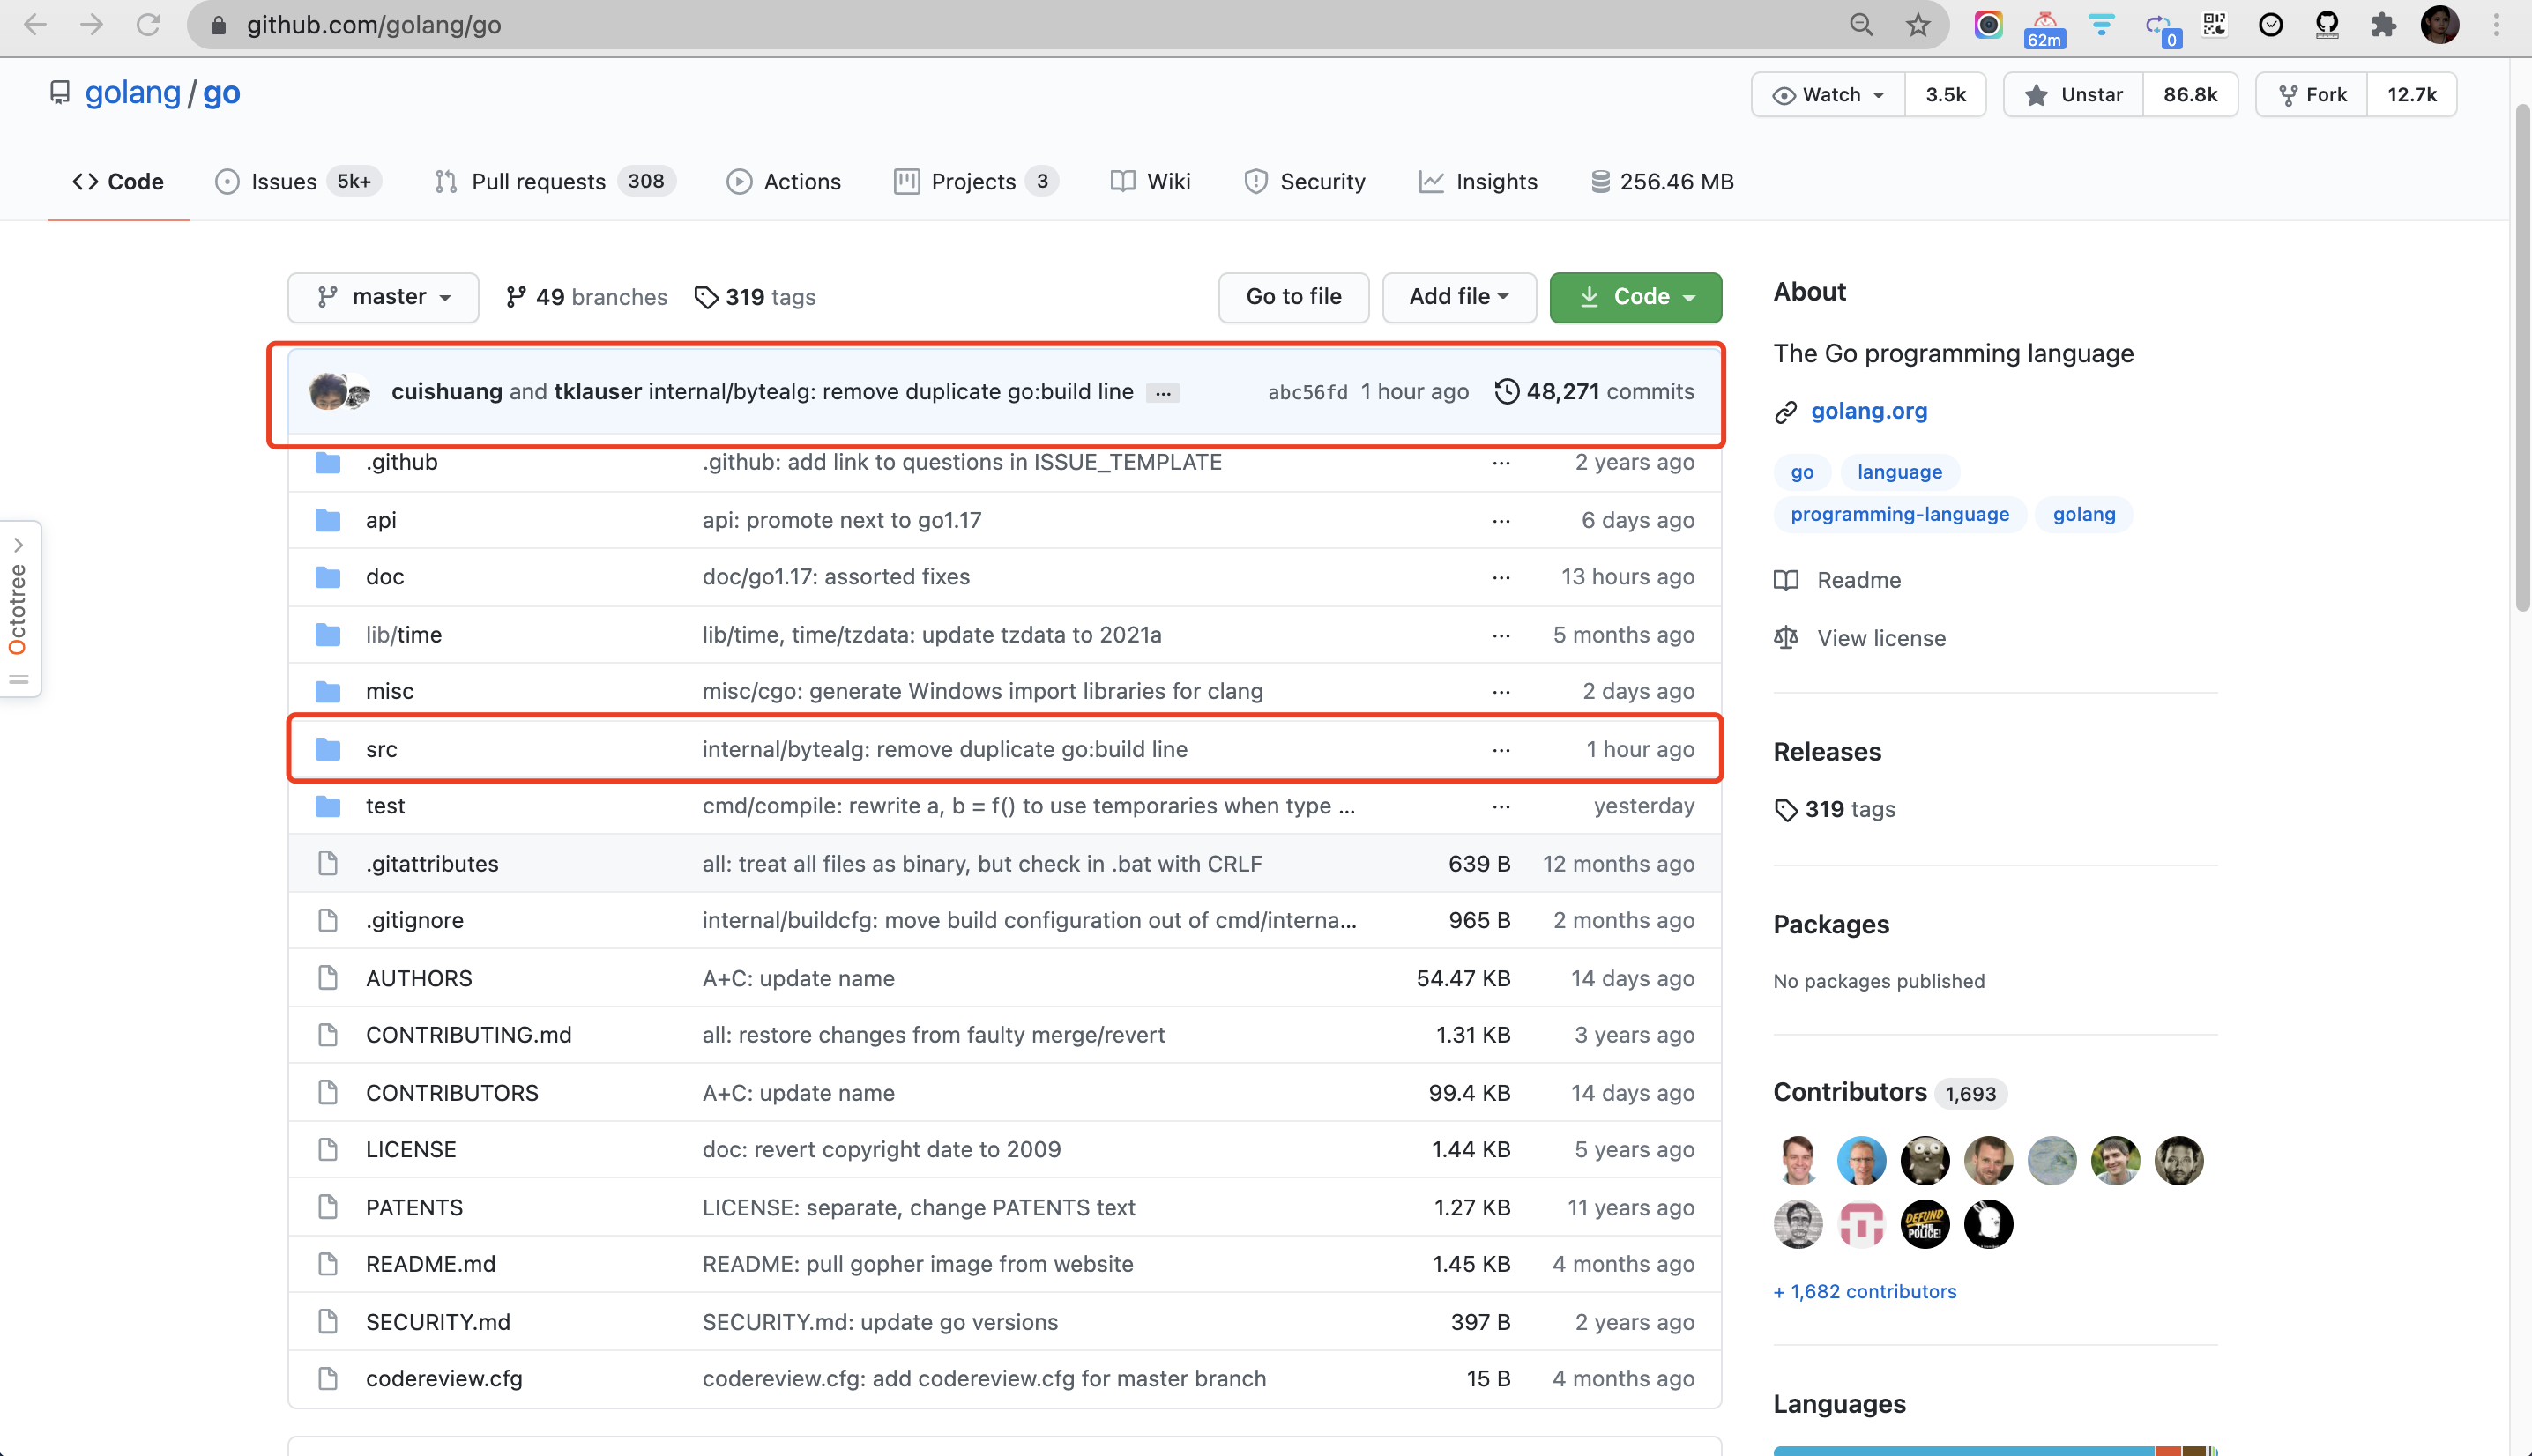 github.com/golang/go
62m
0
golang / go
Watch 3.5k
Unstar 86.8k
Fork 12.7k
Code
Issues 5k+
Pull requests 308
Actions
Projects 3
Wiki
Security
Insights
256.46 MB
master
49 branches
319 tags
Go to file
Add file
Code
cuishuang and tklauser internal/bytealg: remove duplicate go:build line ... abc56fd 1 hour ago 48,271 commits
.github .github: add link to questions in ISSUE_TEMPLATE ... 2 years ago
api api: promote next to go1.17 ... 6 days ago
doc doc/go1.17: assorted fixes ... 13 hours ago
lib/time lib/time, time/tzdata: update tzdata to 2021a ... 5 months ago
misc misc/cgo: generate Windows import libraries for clang ... 2 days ago
src internal/bytealg: remove duplicate go:build line ... 1 hour ago
test cmd/compile: rewrite a, b = f() to use temporaries when type ... ... yesterday
.gitattributes all: treat all files as binary, but check in .bat with CRLF 639 B 12 months ago
.gitignore internal/buildcfg: move build configuration out of cmd/interna... 965 B 2 months ago
AUTHORS A+C: update name 54.47 KB 14 days ago
CONTRIBUTING.md all: restore changes from faulty merge/revert 1.31 KB 3 years ago
CONTRIBUTORS A+C: update name 99.4 KB 14 days ago
LICENSE doc: revert copyright date to 2009 1.44 KB 5 years ago
PATENTS LICENSE: separate, change PATENTS text 1.27 KB 11 years ago
README.md README: pull gopher image from website 1.45 KB 4 months ago
SECURITY.md SECURITY.md: update go versions 397 B 2 years ago
codereview.cfg codereview.cfg: add codereview.cfg for master branch 15 B 4 months ago
Octotree
About
The Go programming language
golang.org
go language
programming-language golang
Readme
View license
Releases
319 tags
Packages
No packages published
Contributors 1,693
DEFUND
THE
POLICE!
+ 1,682 contributors
Languages